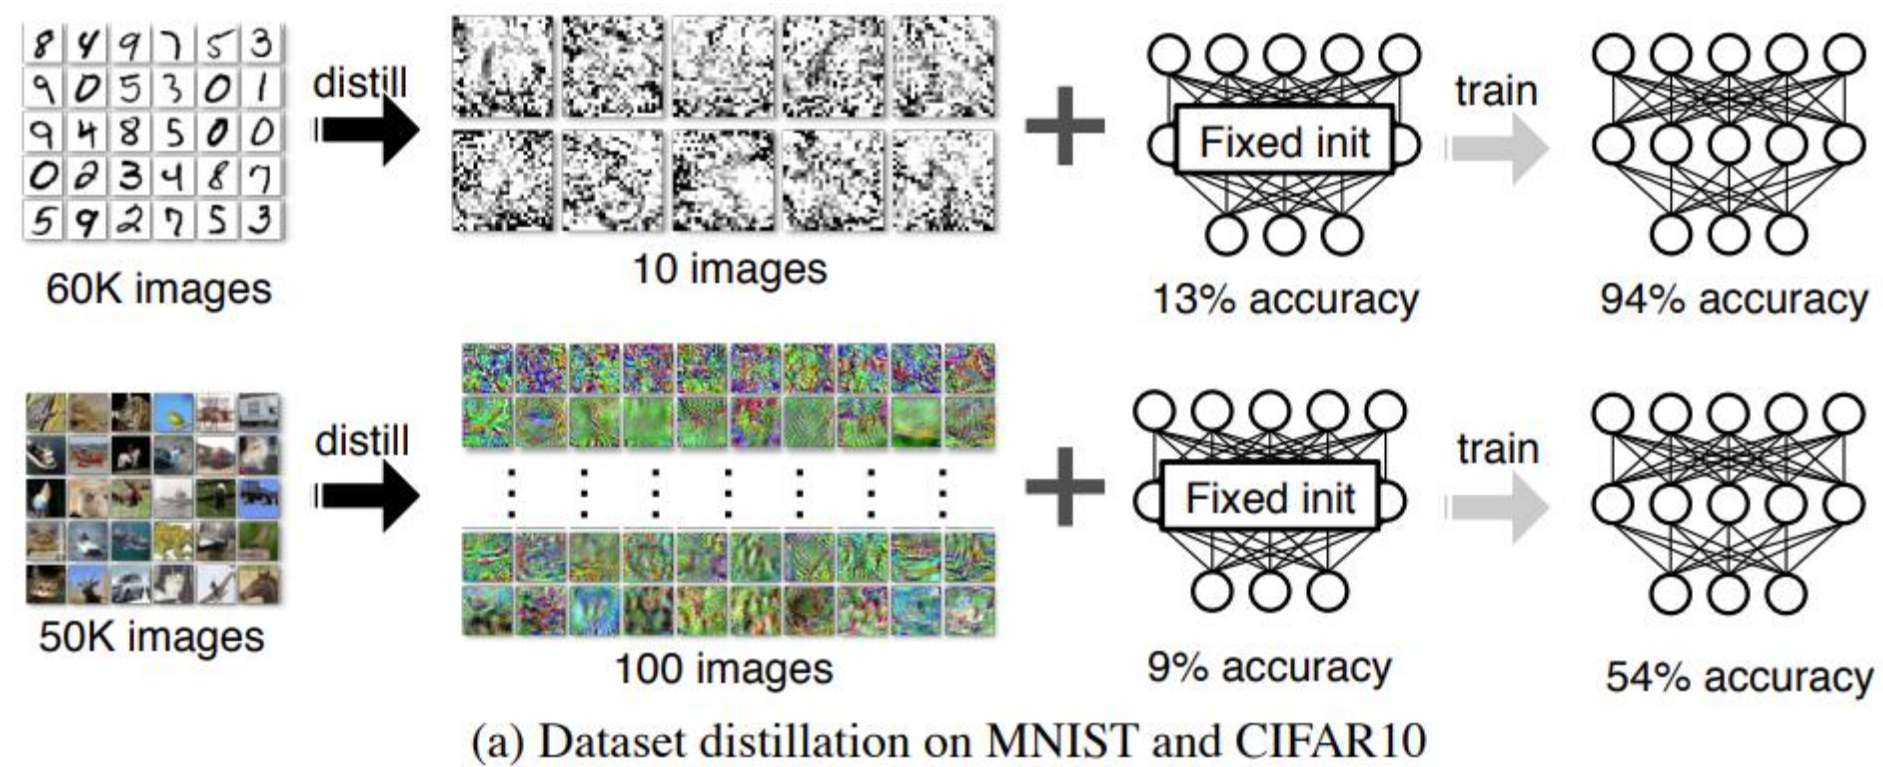 8 4 9 7 5 3
9 0 5 3 0 1
9 4 8 5 0 0
0 2 3 4 8 7
5 9 2 7 5 3
60K images
distill
10 images
Fixed init
13% accuracy
train
94% accuracy
50K images
distill
100 images
Fixed init
9% accuracy
train
54% accuracy
(a) Dataset distillation on MNIST and CIFAR10